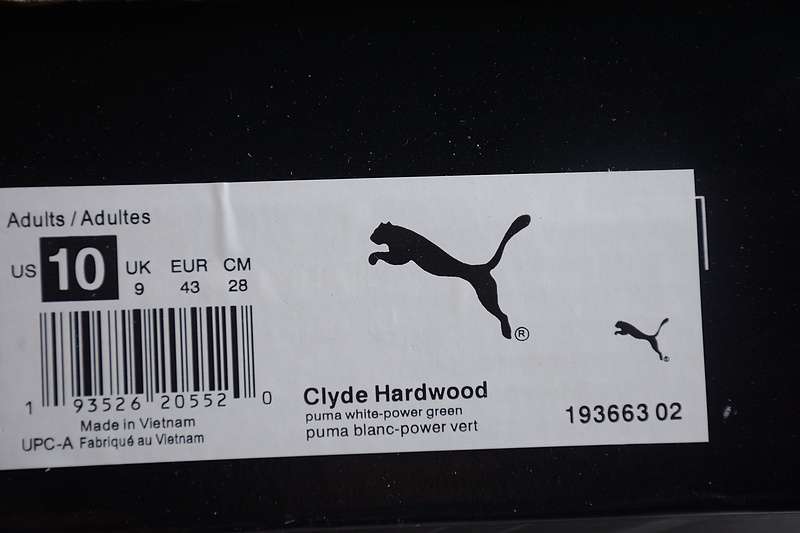 Adults / Adultes
US 10 UK 9 EUR 43 CM 28
1 93526 20552 0
Made in Vietnam
UPC-A Fabriqué au Vietnam
®
Clyde Hardwood
puma white-power green
puma blanc-power vert
193663 02